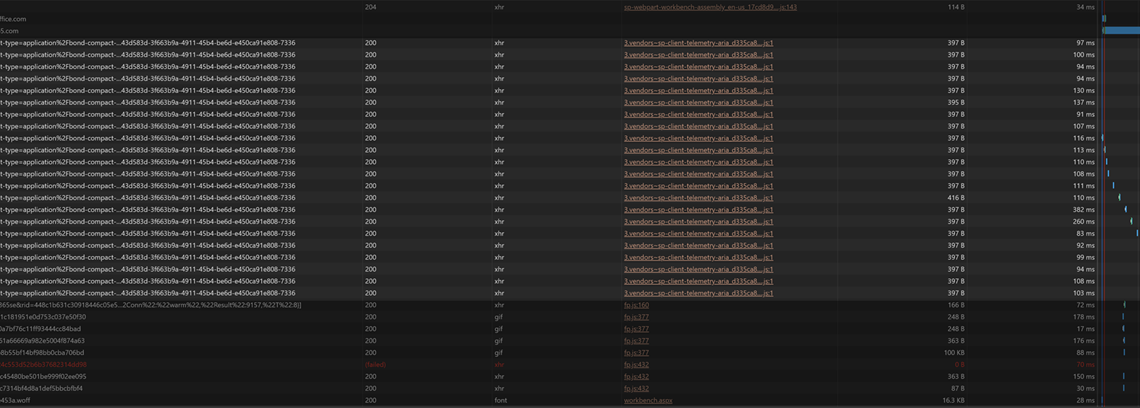 204 xhr sp-webpart-workbench-assembly_en-us_17cd8d9....js:143 114 B 34 ms
ffice.com
5.com
t-type=application%2Fbond-compact-...43d583d-3f663b9a-4911-45b4-be6d-e450ca91e808-7336 200 xhr 3.vendors~sp-client-telemetry-aria_d335ca8....js:1 397 B 97 ms
t-type=application%2Fbond-compact-...43d583d-3f663b9a-4911-45b4-be6d-e450ca91e808-7336 200 xhr 3.vendors~sp-client-telemetry-aria_d335ca8....js:1 397 B 100 ms
t-type=application%2Fbond-compact-...43d583d-3f663b9a-4911-45b4-be6d-e450ca91e808-7336 200 xhr 3.vendors~sp-client-telemetry-aria_d335ca8....js:1 397 B 94 ms
t-type=application%2Fbond-compact-...43d583d-3f663b9a-4911-45b4-be6d-e450ca91e808-7336 200 xhr 3.vendors~sp-client-telemetry-aria_d335ca8....js:1 397 B 94 ms
t-type=application%2Fbond-compact-...43d583d-3f663b9a-4911-45b4-be6d-e450ca91e808-7336 200 xhr 3.vendors~sp-client-telemetry-aria_d335ca8....js:1 397 B 130 ms
t-type=application%2Fbond-compact-...43d583d-3f663b9a-4911-45b4-be6d-e450ca91e808-7336 200 xhr 3.vendors~sp-client-telemetry-aria_d335ca8....js:1 395 B 137 ms
t-type=application%2Fbond-compact-...43d583d-3f663b9a-4911-45b4-be6d-e450ca91e808-7336 200 xhr 3.vendors~sp-client-telemetry-aria_d335ca8....js:1 397 B 91 ms
t-type=application%2Fbond-compact-...43d583d-3f663b9a-4911-45b4-be6d-e450ca91e808-7336 200 xhr 3.vendors~sp-client-telemetry-aria_d335ca8....js:1 397 B 107 ms
t-type=application%2Fbond-compact-...43d583d-3f663b9a-4911-45b4-be6d-e450ca91e808-7336 200 xhr 3.vendors~sp-client-telemetry-aria_d335ca8....js:1 397 B 116 ms
t-type=application%2Fbond-compact-...43d583d-3f663b9a-4911-45b4-be6d-e450ca91e808-7336 200 xhr 3.vendors~sp-client-telemetry-aria_d335ca8....js:1 397 B 113 ms
t-type=application%2Fbond-compact-...43d583d-3f663b9a-4911-45b4-be6d-e450ca91e808-7336 200 xhr 3.vendors~sp-client-telemetry-aria_d335ca8....js:1 397 B 110 ms
t-type=application%2Fbond-compact-...43d583d-3f663b9a-4911-45b4-be6d-e450ca91e808-7336 200 xhr 3.vendors~sp-client-telemetry-aria_d335ca8....js:1 397 B 108 ms
t-type=application%2Fbond-compact-...43d583d-3f663b9a-4911-45b4-be6d-e450ca91e808-7336 200 xhr 3.vendors~sp-client-telemetry-aria_d335ca8....js:1 397 B 111 ms
t-type=application%2Fbond-compact-...43d583d-3f663b9a-4911-45b4-be6d-e450ca91e808-7336 200 xhr 3.vendors~sp-client-telemetry-aria_d335ca8....js:1 416 B 110 ms
t-type=application%2Fbond-compact-...43d583d-3f663b9a-4911-45b4-be6d-e450ca91e808-7336 200 xhr 3.vendors~sp-client-telemetry-aria_d335ca8....js:1 397 B 382 ms
t-type=application%2Fbond-compact-...43d583d-3f663b9a-4911-45b4-be6d-e450ca91e808-7336 200 xhr 3.vendors~sp-client-telemetry-aria_d335ca8....js:1 397 B 260 ms
t-type=application%2Fbond-compact-...43d583d-3f663b9a-4911-45b4-be6d-e450ca91e808-7336 200 xhr 3.vendors~sp-client-telemetry-aria_d335ca8....js:1 397 B 83 ms
t-type=application%2Fbond-compact-...43d583d-3f663b9a-4911-45b4-be6d-e450ca91e808-7336 200 xhr 3.vendors~sp-client-telemetry-aria_d335ca8....js:1 397 B 92 ms
t-type=application%2Fbond-compact-...43d583d-3f663b9a-4911-45b4-be6d-e450ca91e808-7336 200 xhr 3.vendors~sp-client-telemetry-aria_d335ca8....js:1 397 B 99 ms
t-type=application%2Fbond-compact-...43d583d-3f663b9a-4911-45b4-be6d-e450ca91e808-7336 200 xhr 3.vendors~sp-client-telemetry-aria_d335ca8....js:1 397 B 94 ms
t-type=application%2Fbond-compact-...43d583d-3f663b9a-4911-45b4-be6d-e450ca91e808-7336 200 xhr 3.vendors~sp-client-telemetry-aria_d335ca8....js:1 397 B 108 ms
t-type=application%2Fbond-compact-...43d583d-3f663b9a-4911-45b4-be6d-e450ca91e808-7336 200 xhr 3.vendors~sp-client-telemetry-aria_d335ca8....js:1 397 B 103 ms
365se&rid=448c1b631c30918446c05e5...2Conn%22:%22warm%22,%22Result%22:9157,%22T%22:8}] 200 xhr fp.js:160 166 B 72 ms
1c181951e0d753c037e50f30 200 gif fp.js:377 248 B 178 ms
0a7bf76c11ff93444cc84bad 200 gif fp.js:377 248 B 17 ms
61a66669a982e5004f874a63 200 gif fp.js:377 363 B 176 ms
8b55bf14bf98bb0cba706bd 200 gif fp.js:377 100 KB 88 ms
(failed) xhr fp.js:432 0 B 70 ms
c45480be501be999f02ee095 200 xhr fp.js:432 363 B 150 ms
c7314bf4d8a1def5bbcbfbf4 200 xhr fp.js:432 87 B 30 ms
453a.woff 200 font workbench.aspx 16.3 KB 28 ms